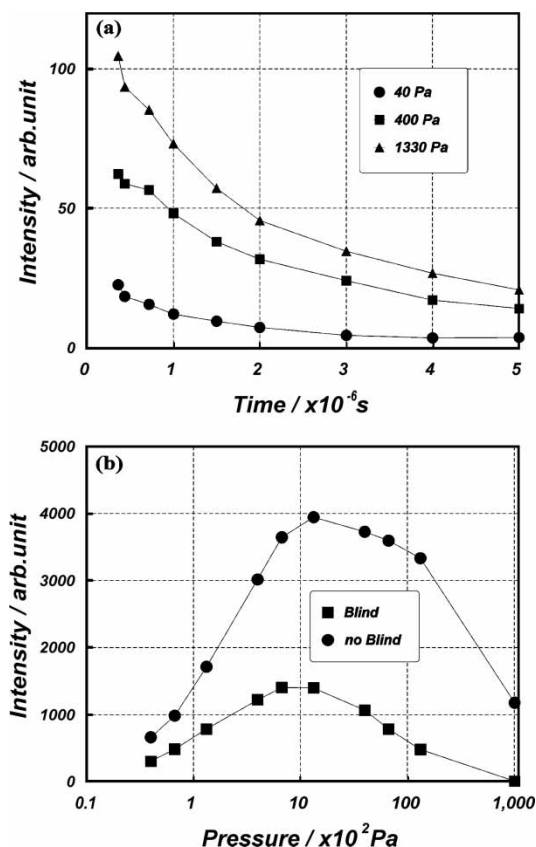 (a)
100
50
0
Intensity / arb.unit
40 Pa
400 Pa
1330 Pa
0 1 2 3 4 5
Time / x10⁻⁶s
(b)
5000
4000
3000
2000
1000
0
Intensity / arb.unit
Blind
no Blind
0.1 1 10 100 1,000
Pressure / x10²Pa